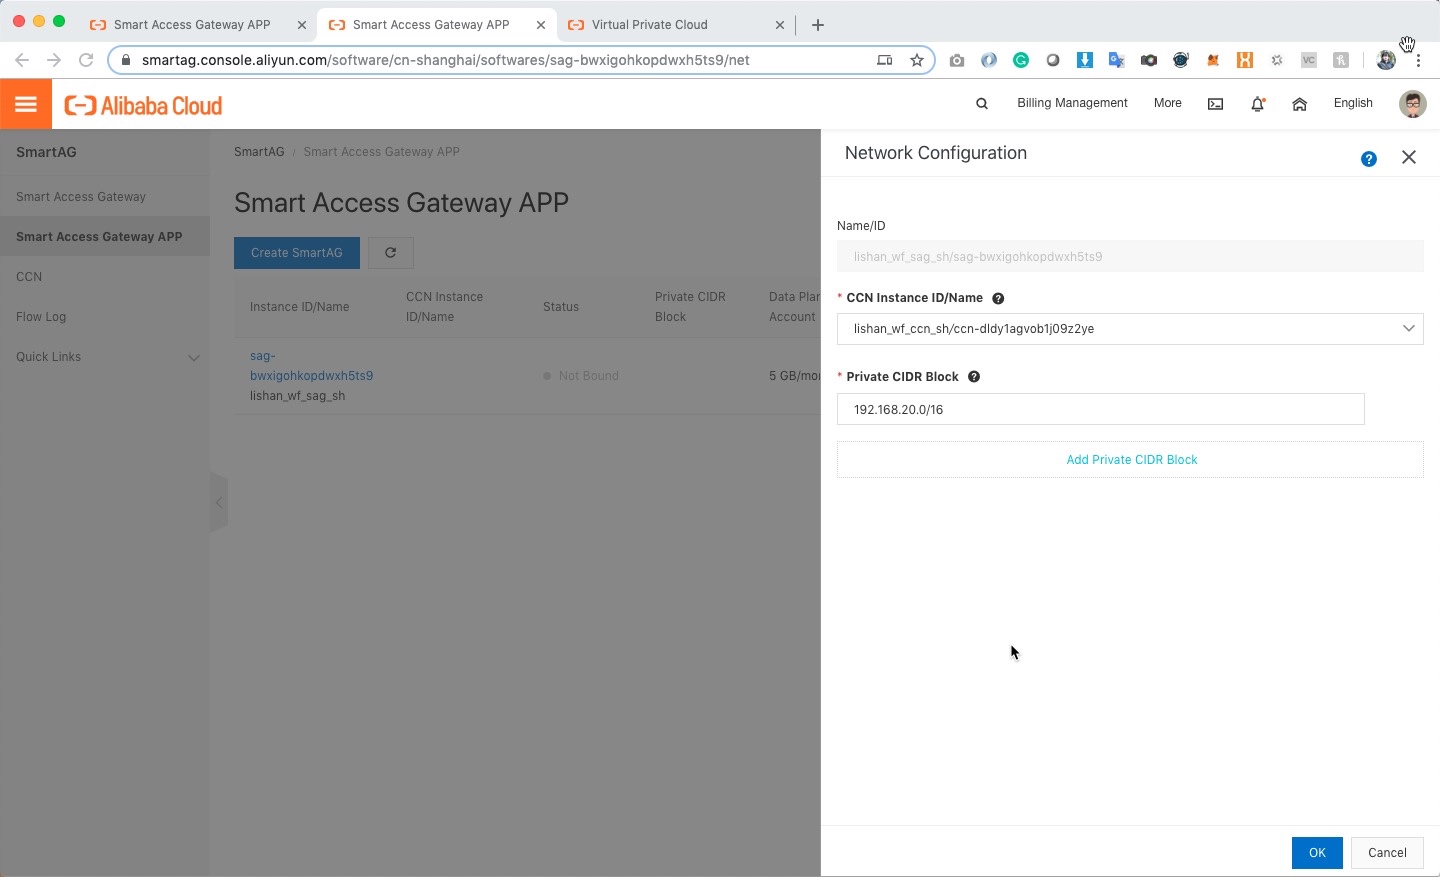 Smart Access Gateway APP
Smart Access Gateway APP
Virtual Private Cloud
smartag.console.aliyun.com/software/cn-shanghai/softwares/sag-bwxigohkopdwxh5ts9/net
VC
Alibaba Cloud
Billing Management
More
English
SmartAG
Smart Access Gateway
Smart Access Gateway APP
CCN
Flow Log
Quick Links
SmartAG / Smart Access Gateway APP
Smart Access Gateway APP
Create SmartAG
Instance ID/Name
CCN Instance
ID/Name
Status
Private CIDR
Block
Data Plan
Account
sag-
bwxigohkopdwxh5ts9
lishan_wf_sag_sh
Not Bound
5 GB/mo
Network Configuration
Name/ID
lishan_wf_sag_sh/sag-bwxigohkopdwxh5ts9
* CCN Instance ID/Name
lishan_wf_ccn_sh/ccn-dldy1agvob1j09z2ye
* Private CIDR Block
192.168.20.0/16
Add Private CIDR Block
OK
Cancel